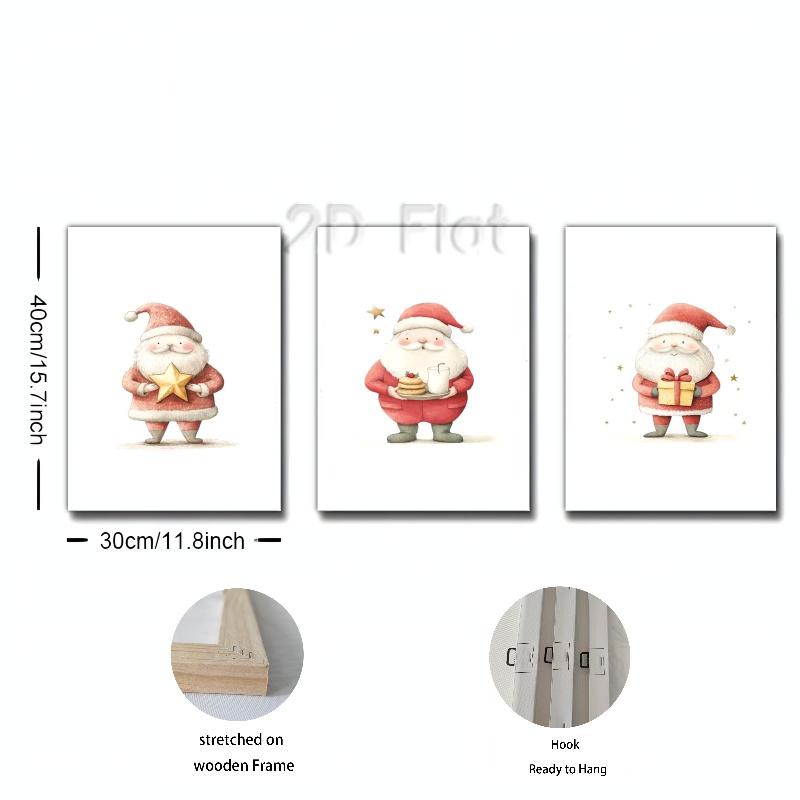 2D Flat
40cm/15.7inch
30cm/11.8inch
stretched on
wooden Frame
Hook
Ready to Hang